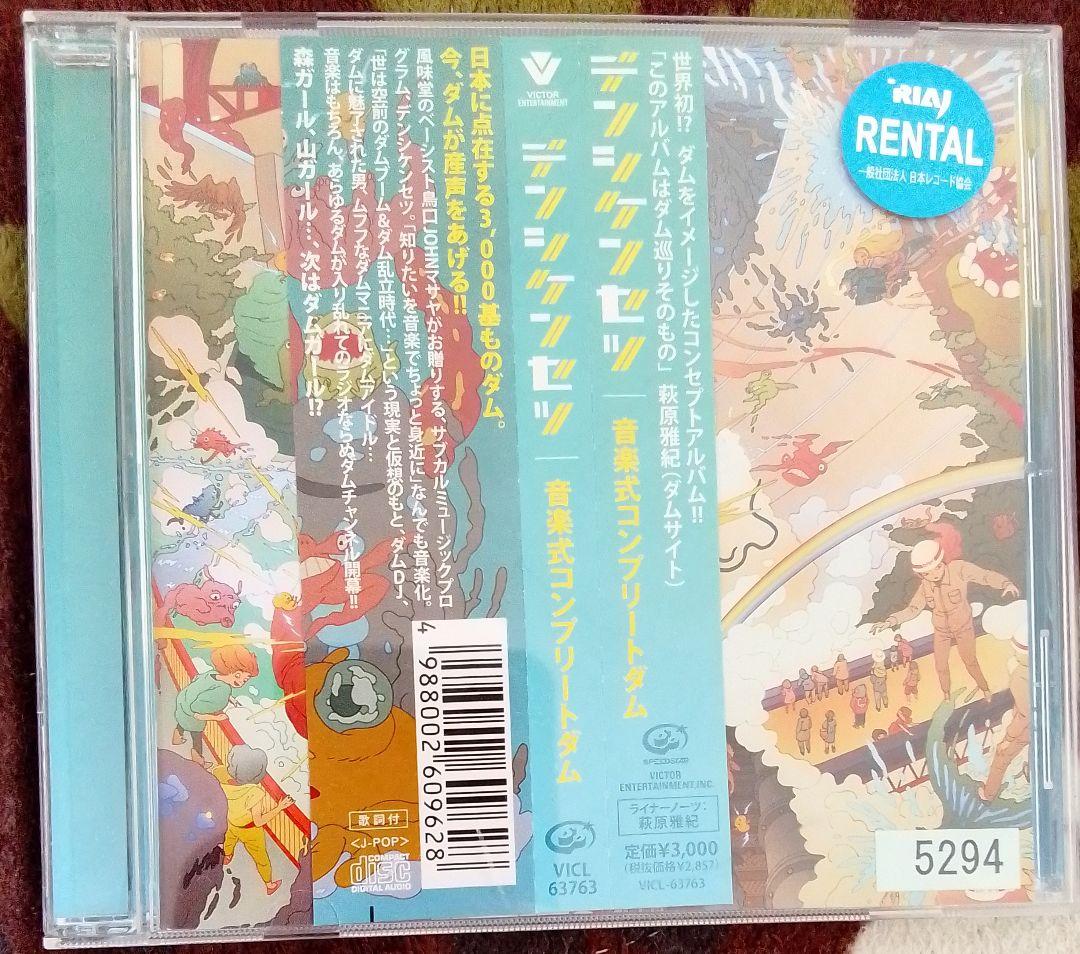 RIAJ
RENTAL
一般社団法人 日本レコード協会
世界初!? ダムをイメージしたコンセプトアルバム!!
「このアルバムはダム巡りそのもの」 萩原雅紀(ダムサイト)
デンシケンセツ
音楽式コンプリートダム
SPEEDSTAR
VICTOR
ENTERTAINMENT,INC.
ライナーノーツ:
萩原雅紀
定価¥3,000
(税抜価格¥2,857)
VICL-63763
VICTOR
ENTERTAINMENT
デンシケンセツ
音楽式コンプリートダム
VICL
63763
日本に点在する3,000基ものダム。
今、ダムが産声をあげる!!
風味堂のベーシスト鳥口JOHNマサヤがお贈りする、サブカルミュージックプロ
グラム、デンシケンセツ。「知りたいを音楽でちょっと身近に」なんでも音楽化。
「世は空前のダムブーム&ダム乱立時代…」という現実と仮想のもと、ダムDJ、
ダムに魅了された男、ムラフなダムマニアにダムアイドル…
音楽はもちろん、あらゆるダムが入り乱れてのラジオならぬダムチャンネル開幕!!
森ガール、山ガール…、次はダムガール!?
4 988002 609628
歌詞付
<J-POP>
COMPACT
disc
DIGITAL AUDIO
5294